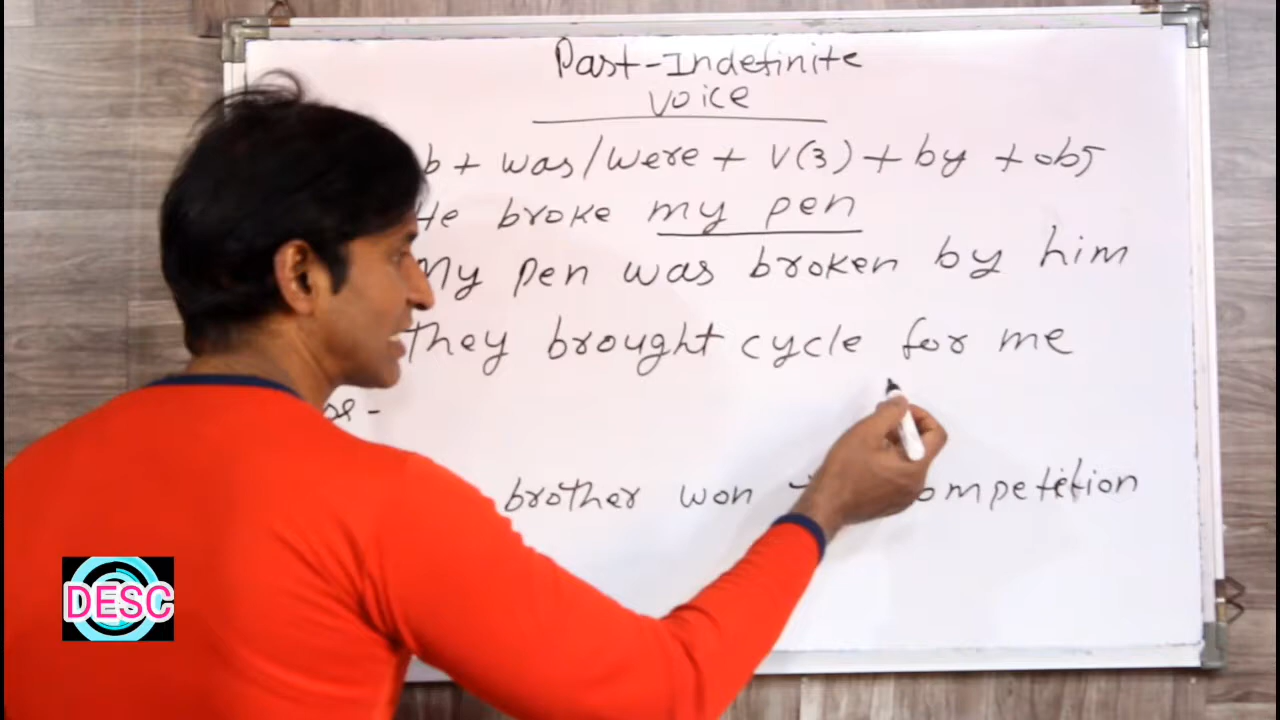 Past-Indefinite
Voice
b + was/were + V(3) + by + obj
He broke my pen
My pen was broken by him
They brought cycle for me
brother won competition
DESC